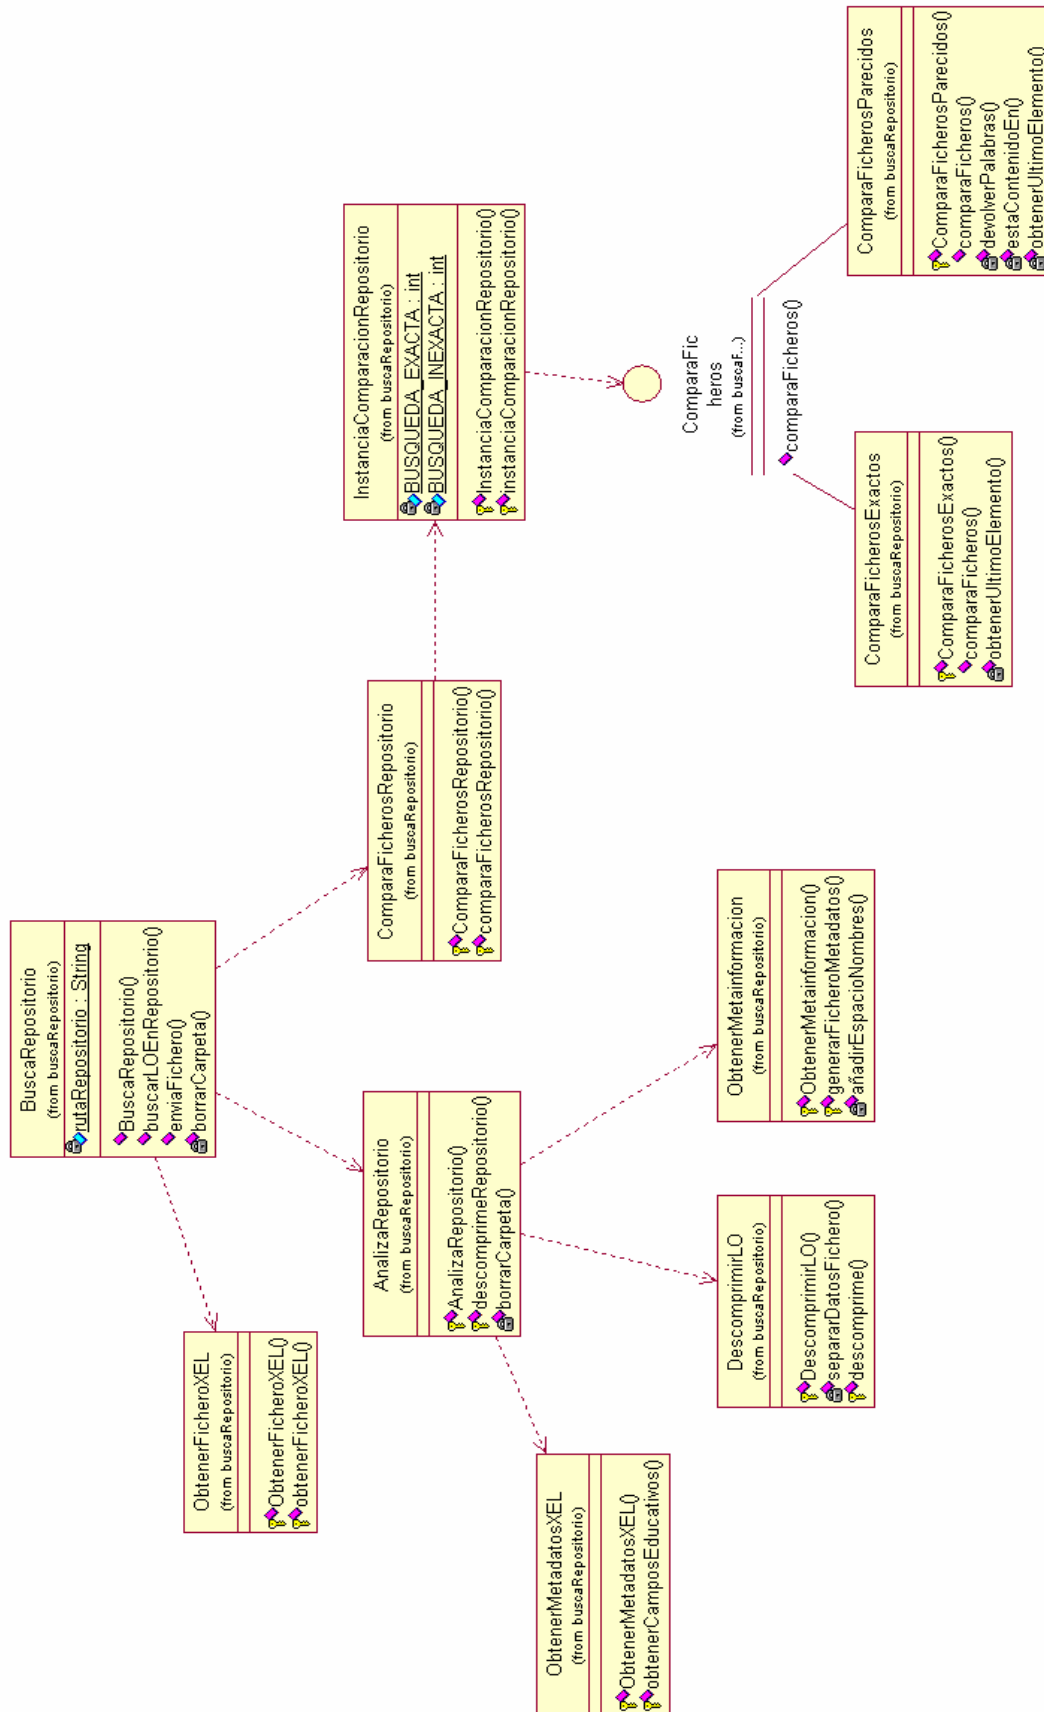 BuscaRepositorio
(from buscaRepositorio)
rutaRepositorio : String
BuscaRepositorio()
buscarLOEnRepositorio()
enviaFichero()
borrarCarpeta()
ObtenerFicheroXEL
(from buscaRepositorio)
ObtenerFicheroXEL()
obtenerFicheroXEL()
AnalizaRepositorio
(from buscaRepositorio)
AnalizaRepositorio()
descomprimeRepositorio()
borrarCarpeta()
ComparaFicherosRepositorio
(from buscaRepositorio)
ComparaFicherosRepositorio()
comparaFicherosRepositorio()
InstanciaComparacionRepositorio
(from buscaRepositorio)
BUSQUEDA_EXACTA : int
BUSQUEDA_INEXACTA : int
InstanciaComparacionRepositorio()
instanciaComparacionRepositorio()
ObtenerMetadatosXEL
(from buscaRepositorio)
ObtenerMetadatosXEL()
obtenerCamposEducativos()
DescomprimirLO
(from buscaRepositorio)
DescomprimirLO()
separarDatosFichero()
descomprime()
ObtenerMetainformacion
(from buscaRepositorio)
ObtenerMetainformacion()
generarFicheroMetadatos()
añadirEspacioNombres()
ComparaFic
heros
(from buscaF...)
comparaFicheros()
ComparaFicherosExactos
(from buscaRepositorio)
ComparaFicherosExactos()
comparaFicheros()
obtenerUltimoElemento()
ComparaFicherosParecidos
(from buscaRepositorio)
ComparaFicherosParecidos()
comparaFicheros()
devolverPalabras()
estaContenidoEn()
obtenerUltimoElemento()